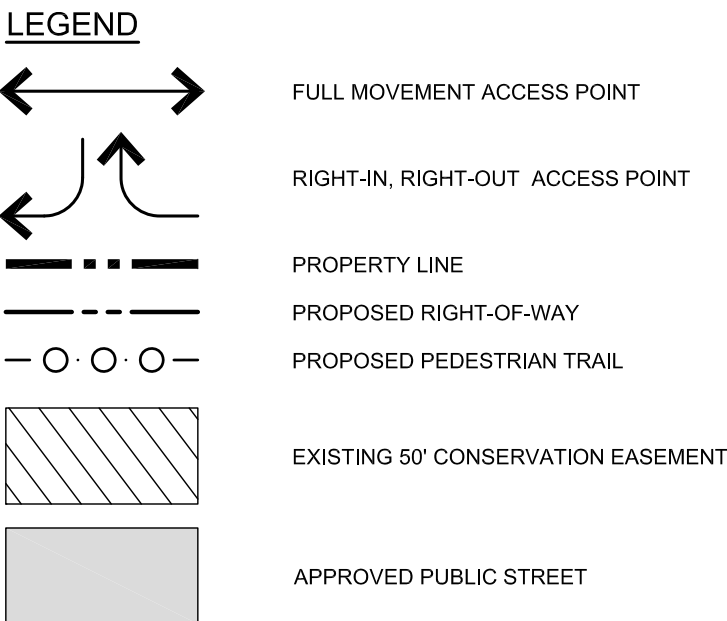 LEGEND
FULL MOVEMENT ACCESS POINT
RIGHT-IN, RIGHT-OUT ACCESS POINT
PROPERTY LINE
PROPOSED RIGHT-OF-WAY
PROPOSED PEDESTRIAN TRAIL
EXISTING 50' CONSERVATION EASEMENT
APPROVED PUBLIC STREET